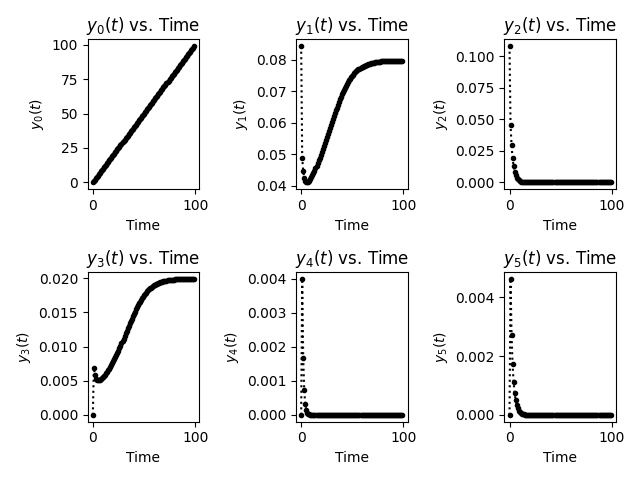 y₀(t) vs. Time
y₁(t) vs. Time
y₂(t) vs. Time
100
75
50
25
0
y₀(t)
0
100
Time
0.08
0.07
0.06
0.05
0.04
y₁(t)
0
100
Time
0.100
0.075
0.050
0.025
0.000
y₂(t)
0
100
Time
y₃(t) vs. Time
y₄(t) vs. Time
y₅(t) vs. Time
0.020
0.015
0.010
0.005
0.000
y₃(t)
0
100
Time
0.004
0.003
0.002
0.001
0.000
y₄(t)
0
100
Time
0.004
0.002
0.000
y₅(t)
0
100
Time